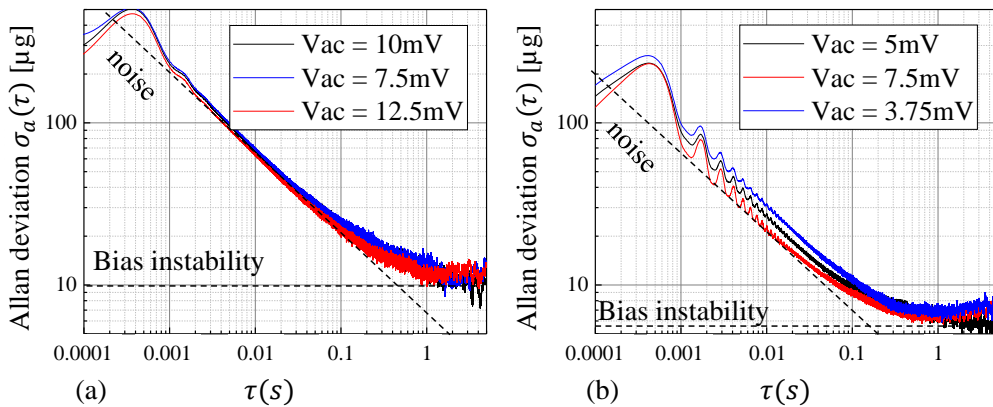 Allan deviation σ_a(τ) [μg]
100
10
noise
Vac = 10mV
Vac = 7.5mV
Vac = 12.5mV
Bias instability
0.0001 0.001 0.01 0.1 1
(a) τ(s)
Allan deviation σ_a(τ) [μg]
100
10
noise
Vac = 5mV
Vac = 7.5mV
Vac = 3.75mV
Bias instability
0.0001 0.001 0.01 0.1 1
(b) τ(s)